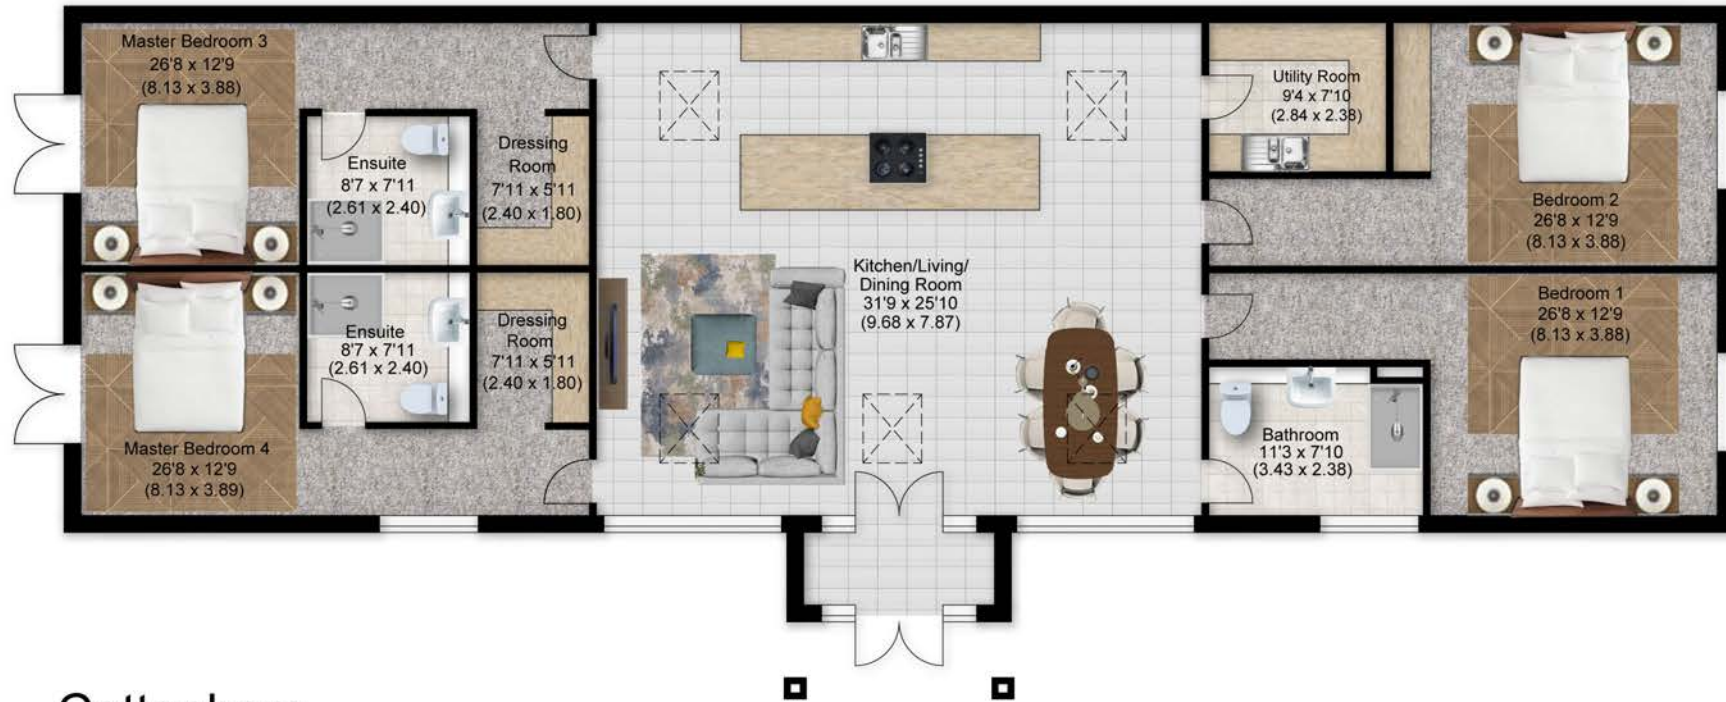 Master Bedroom 3
26'8 x 12'9
(8.13 x 3.88)
Ensuite
8'7 x 7'11
(2.61 x 2.40)
Dressing
Room
7'11 x 5'11
(2.40 x 1.80)
Utility Room
9'4 x 7'10
(2.84 x 2.38)
Bedroom 2
26'8 x 12'9
(8.13 x 3.88)
Kitchen/Living/
Dining Room
31'9 x 25'10
(9.68 x 7.87)
Bedroom 1
26'8 x 12'9
(8.13 x 3.88)
Ensuite
8'7 x 7'11
(2.61 x 2.40)
Dressing
Room
7'11 x 5'11
(2.40 x 1.80)
Master Bedroom 4
26'8 x 12'9
(8.13 x 3.89)
Bathroom
11'3 x 7'10
(3.43 x 2.38)